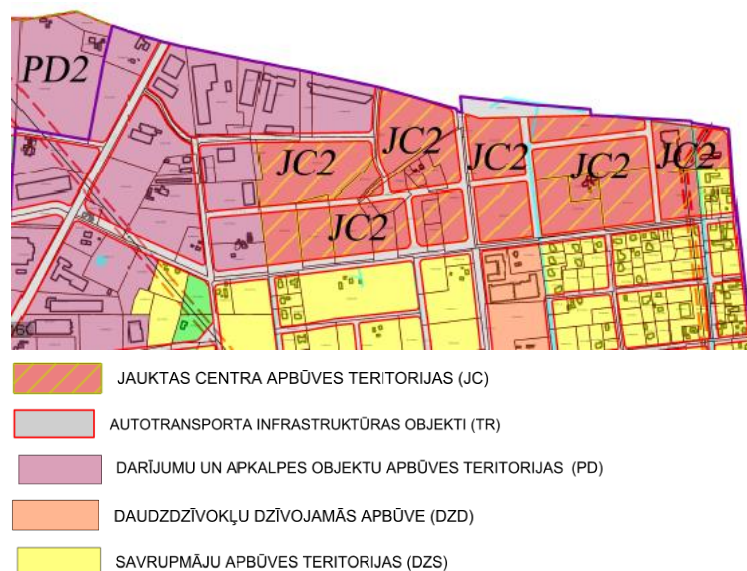 PD2
JC2
JC2
JC2
JC2
JC2
JC2
JAUKTAS CENTRA APBŪVES TERITORIJAS (JC)
AUTOTRANSPORTA INFRASTRUKTŪRAS OBJEKTI (TR)
DARĪJUMU UN APKALPES OBJEKTU APBŪVES TERITORIJAS (PD)
DAUDZDZĪVOKĻU DZĪVOJAMĀS APBŪVE (DZD)
SAVRUPMĀJU APBŪVES TERITORIJAS (DZS)